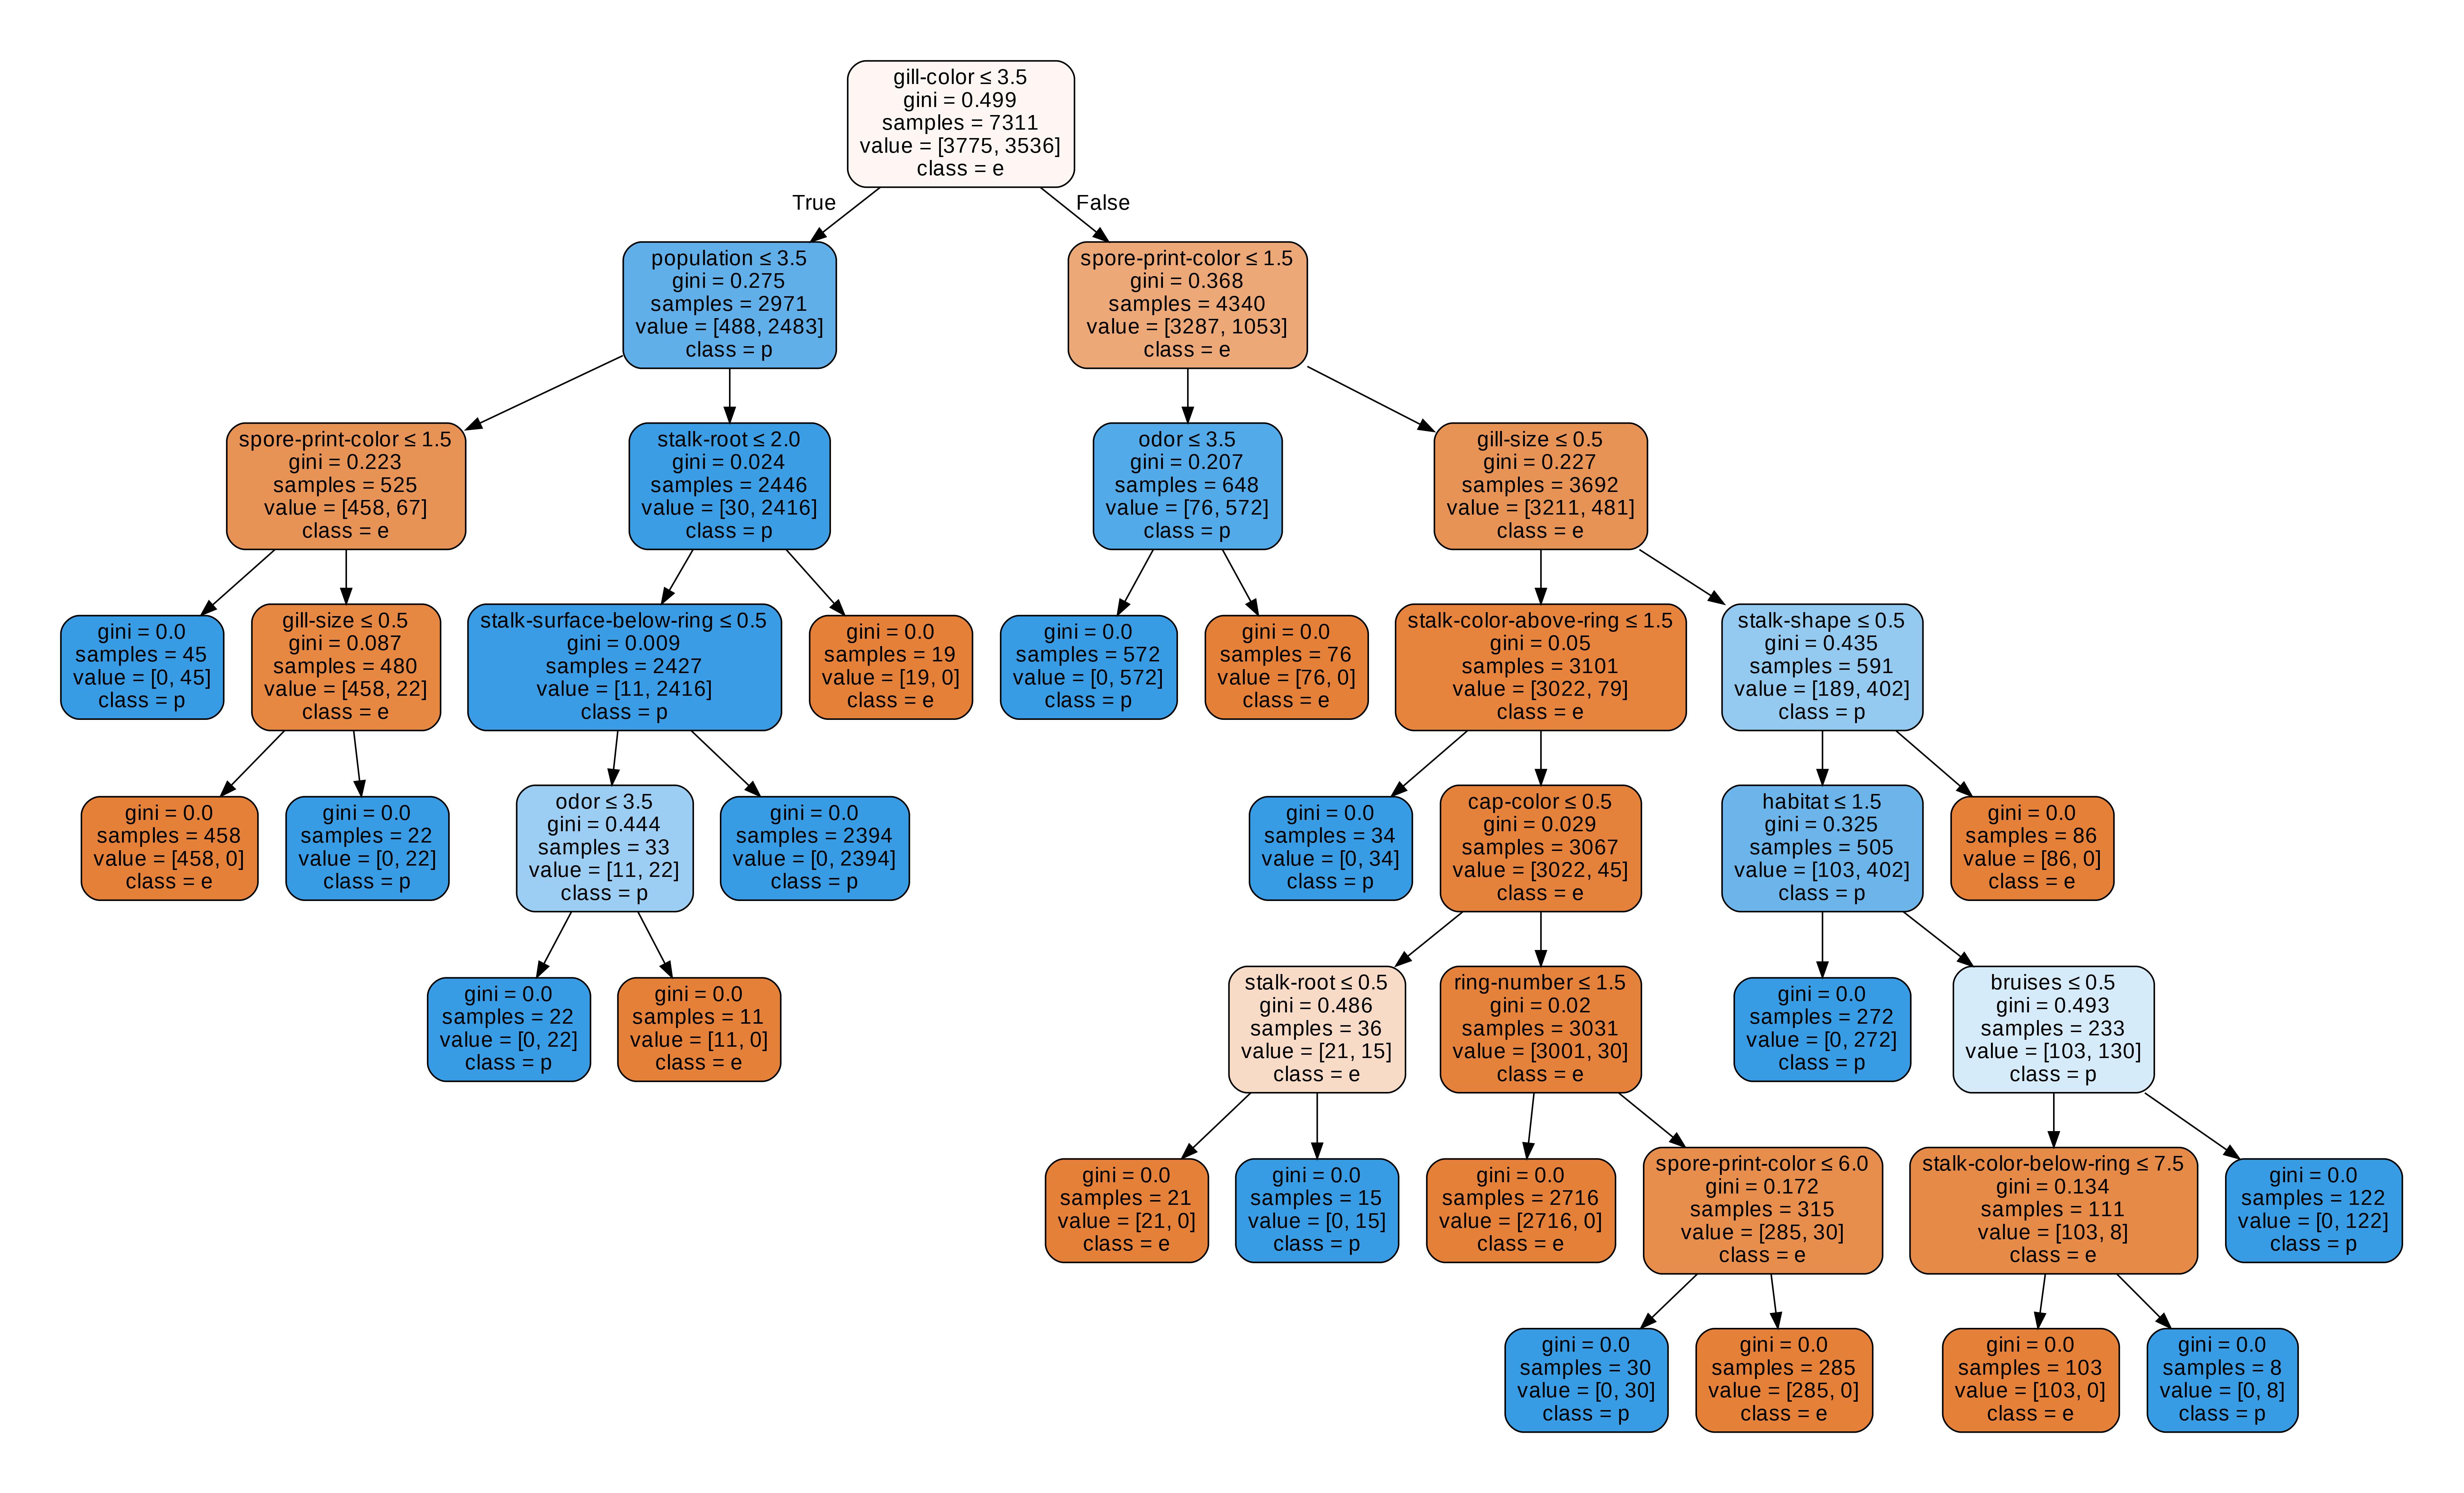 gill-color ≤ 3.5
gini = 0.499
samples = 7311
value = [3775, 3536]
class = e
True
False
population ≤ 3.5
gini = 0.275
samples = 2971
value = [488, 2483]
class = p
spore-print-color ≤ 1.5
gini = 0.368
samples = 4340
value = [3287, 1053]
class = e
spore-print-color ≤ 1.5
gini = 0.223
samples = 525
value = [458, 67]
class = e
stalk-root ≤ 2.0
gini = 0.024
samples = 2446
value = [30, 2416]
class = p
odor ≤ 3.5
gini = 0.207
samples = 648
value = [76, 572]
class = p
gill-size ≤ 0.5
gini = 0.227
samples = 3692
value = [3211, 481]
class = e
gini = 0.0
samples = 45
value = [0, 45]
class = p
gill-size ≤ 0.5
gini = 0.087
samples = 480
value = [458, 22]
class = e
stalk-surface-below-ring ≤ 0.5
gini = 0.009
samples = 2427
value = [11, 2416]
class = p
gini = 0.0
samples = 19
value = [19, 0]
class = e
gini = 0.0
samples = 572
value = [0, 572]
class = p
gini = 0.0
samples = 76
value = [76, 0]
class = e
stalk-color-above-ring ≤ 1.5
gini = 0.05
samples = 3101
value = [3022, 79]
class = e
stalk-shape ≤ 0.5
gini = 0.435
samples = 591
value = [189, 402]
class = p
gini = 0.0
samples = 458
value = [458, 0]
class = e
gini = 0.0
samples = 22
value = [0, 22]
class = p
odor ≤ 3.5
gini = 0.444
samples = 33
value = [11, 22]
class = p
gini = 0.0
samples = 2394
value = [0, 2394]
class = p
gini = 0.0
samples = 34
value = [0, 34]
class = p
cap-color ≤ 0.5
gini = 0.029
samples = 3067
value = [3022, 45]
class = e
habitat ≤ 1.5
gini = 0.325
samples = 505
value = [103, 402]
class = p
gini = 0.0
samples = 86
value = [86, 0]
class = e
gini = 0.0
samples = 22
value = [0, 22]
class = p
gini = 0.0
samples = 11
value = [11, 0]
class = e
stalk-root ≤ 0.5
gini = 0.486
samples = 36
value = [21, 15]
class = e
ring-number ≤ 1.5
gini = 0.02
samples = 3031
value = [3001, 30]
class = e
gini = 0.0
samples = 272
value = [0, 272]
class = p
bruises ≤ 0.5
gini = 0.493
samples = 233
value = [103, 130]
class = p
gini = 0.0
samples = 21
value = [21, 0]
class = e
gini = 0.0
samples = 15
value = [0, 15]
class = p
gini = 0.0
samples = 2716
value = [2716, 0]
class = e
spore-print-color ≤ 6.0
gini = 0.172
samples = 315
value = [285, 30]
class = e
stalk-color-below-ring ≤ 7.5
gini = 0.134
samples = 111
value = [103, 8]
class = e
gini = 0.0
samples = 122
value = [0, 122]
class = p
gini = 0.0
samples = 30
value = [0, 30]
class = p
gini = 0.0
samples = 285
value = [285, 0]
class = e
gini = 0.0
samples = 103
value = [103, 0]
class = e
gini = 0.0
samples = 8
value = [0, 8]
class = p